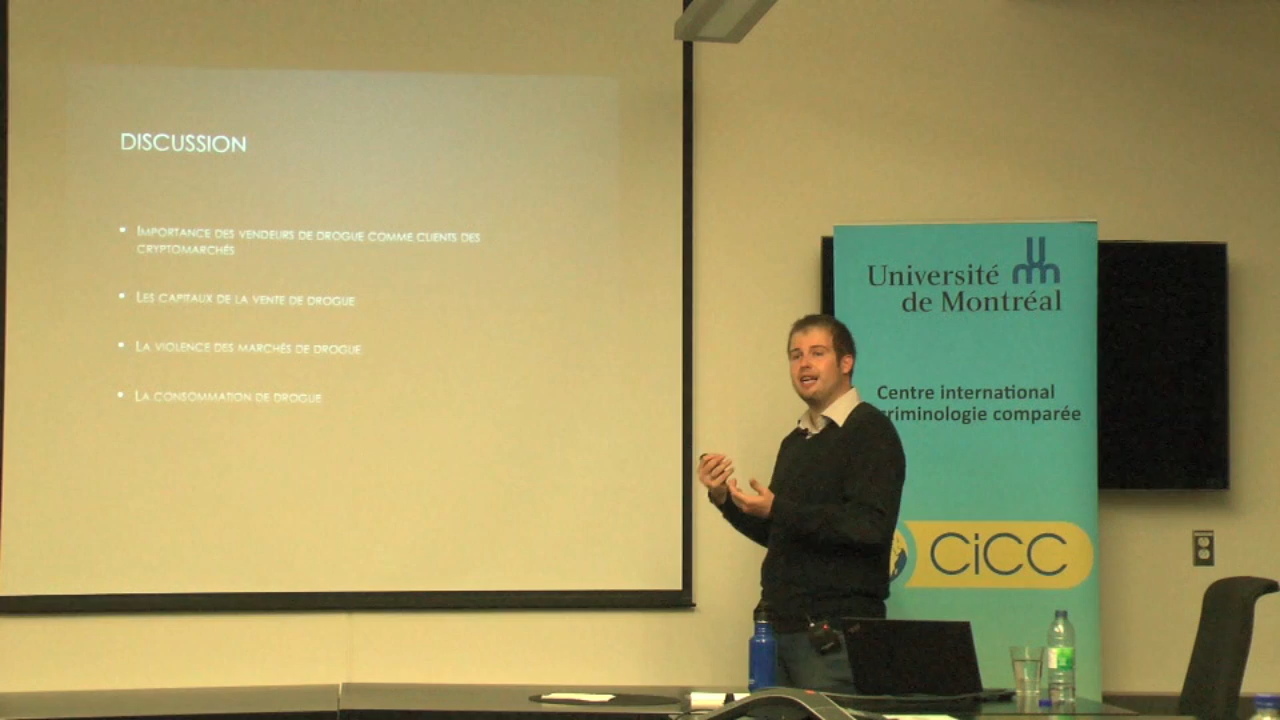 DISCUSSION
IMPORTANCE DES VENDEURS DE DROGUE COMME CLIENTS DES
CRYPTOMARCHÉS
LES CAPITAUX DE LA VENTE DE DROGUE
LA VIOLENCE DES MARCHÉS DE DROGUE
LA CONSOMMATION DE DROGUE
Université
de Montréal
Centre international
criminologie comparée
CiCC